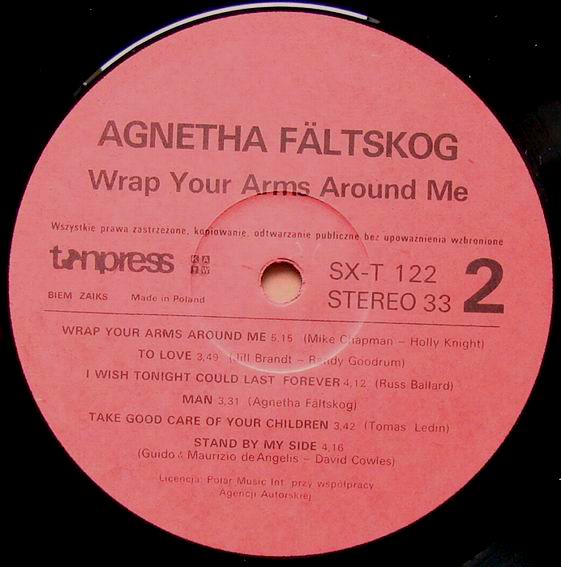 AGNETHA FÄLTSKOG
Wrap Your Arms Around Me
Wszystkie prawa zastrzeżone, kopiowanie, odtwarzanie publiczne bez upoważnienia wzbronione
tonpress KAW SX-T 122
STEREO 33 2
BIEM ZAIKS Made in Poland
WRAP YOUR ARMS AROUND ME 5,15 (Mike Chapman – Holly Knight)
TO LOVE 3,49 (Jill Brandt – Randy Goodrum)
I WISH TONIGHT COULD LAST FOREVER 4,12 (Russ Ballard)
MAN 3,31 (Agnetha Fältskog)
TAKE GOOD CARE OF YOUR CHILDREN 3,42 (Tomas Ledin)
STAND BY MY SIDE 4,16
(Guido & Maurizio de Angelis – David Cowles)
Licencja: Polar Music Int. przy współpracy
Agencji Autorskiej